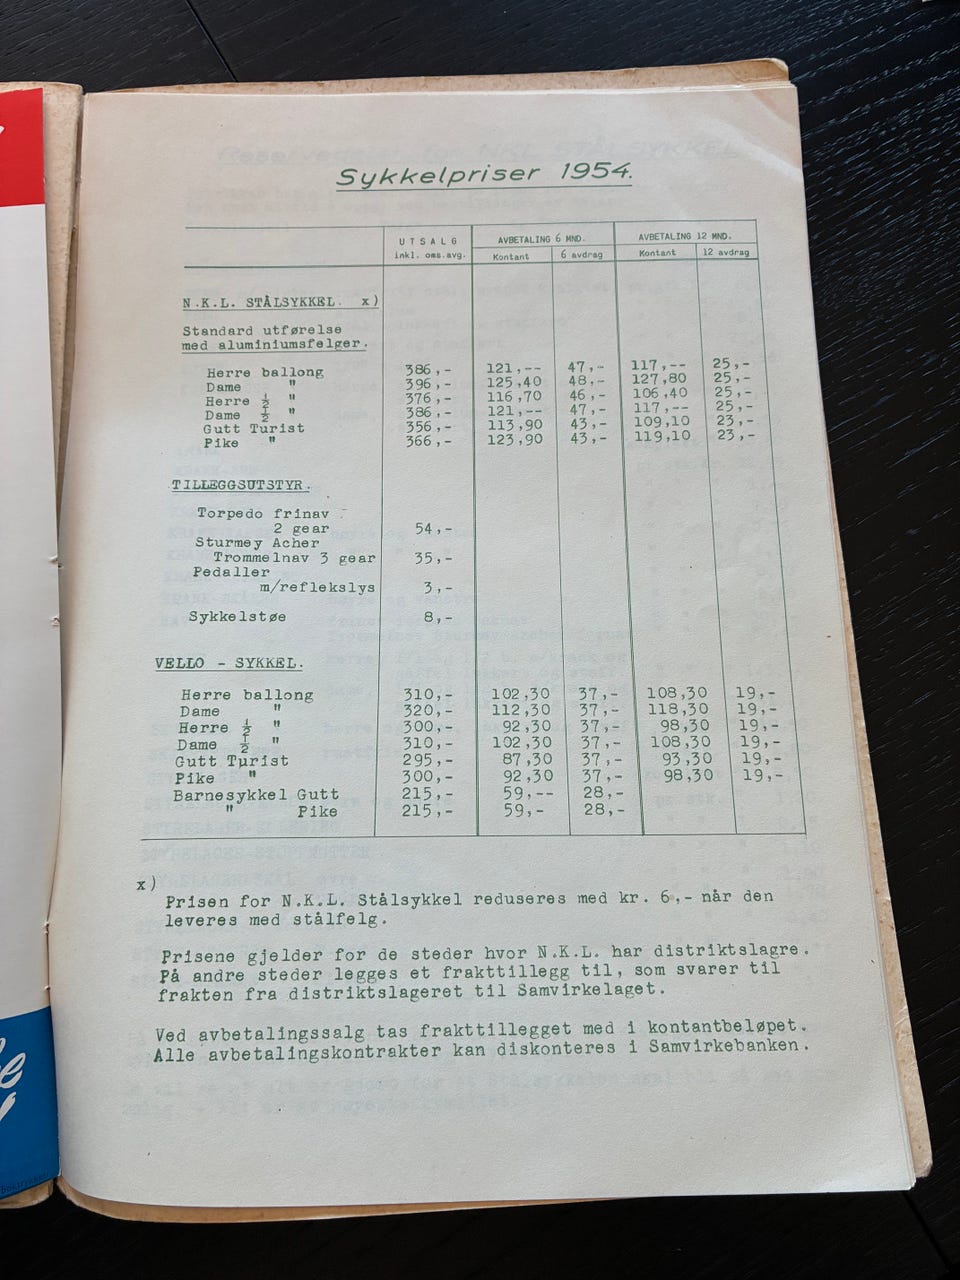 Sykkelpriser 1954.
UTSALG inkl. oms.avg. AVBETALING 6 MND. AVBETALING 12 MND.
Kontant 6 avdrag Kontant 12 avdrag
N.K.L. STÅLSYKKEL. x)
Standard utførelse
med aluminiumsfelger.
Herre ballong 386,- 121,-- 47,- 117,-- 25,-
Dame " 396,- 125,40 48,- 127,80 25,-
Herre ½ " 376,- 116,70 46,- 106,40 25,-
Dame ½ " 386,- 121,-- 47,- 117,-- 25,-
Gutt Turist 356,- 113,90 43,- 109,10 23,-
Pike " 366,- 123,90 43,- 119,10 23,-
TILLEGGSUTSTYR.
Torpedo frinav
2 gear 54,-
Sturmey Acher
Trommelnav 3 gear 35,-
Pedaller
m/reflekslys 3,-
Sykkelstøe 8,-
VELLO - SYKKEL.
Herre ballong 310,- 102,30 37,- 108,30 19,-
Dame " 320,- 112,30 37,- 118,30 19,-
Herre ½ " 300,- 92,30 37,- 98,30 19,-
Dame ½ " 310,- 102,30 37,- 108,30 19,-
Gutt Turist 295,- 87,30 37,- 93,30 19,-
Pike " 300,- 92,30 37,- 98,30 19,-
Barnesykkel Gutt 215,- 59,-- 28,-
" Pike 215,- 59,- 28,-
x)
Prisen for N.K.L. Stålsykkel reduseres med kr. 6,- når den
leveres med stålfelg.
Prisene gjelder for de steder hvor N.K.L. har distriktslagre.
På andre steder legges et frakttillegg til, som svarer til
frakten fra distriktslageret til Samvirkelaget.
Ved avbetalingssalg tas frakttillegget med i kontantbeløpet.
Alle avbetalingskontrakter kan diskonteres i Samvirkebanken.